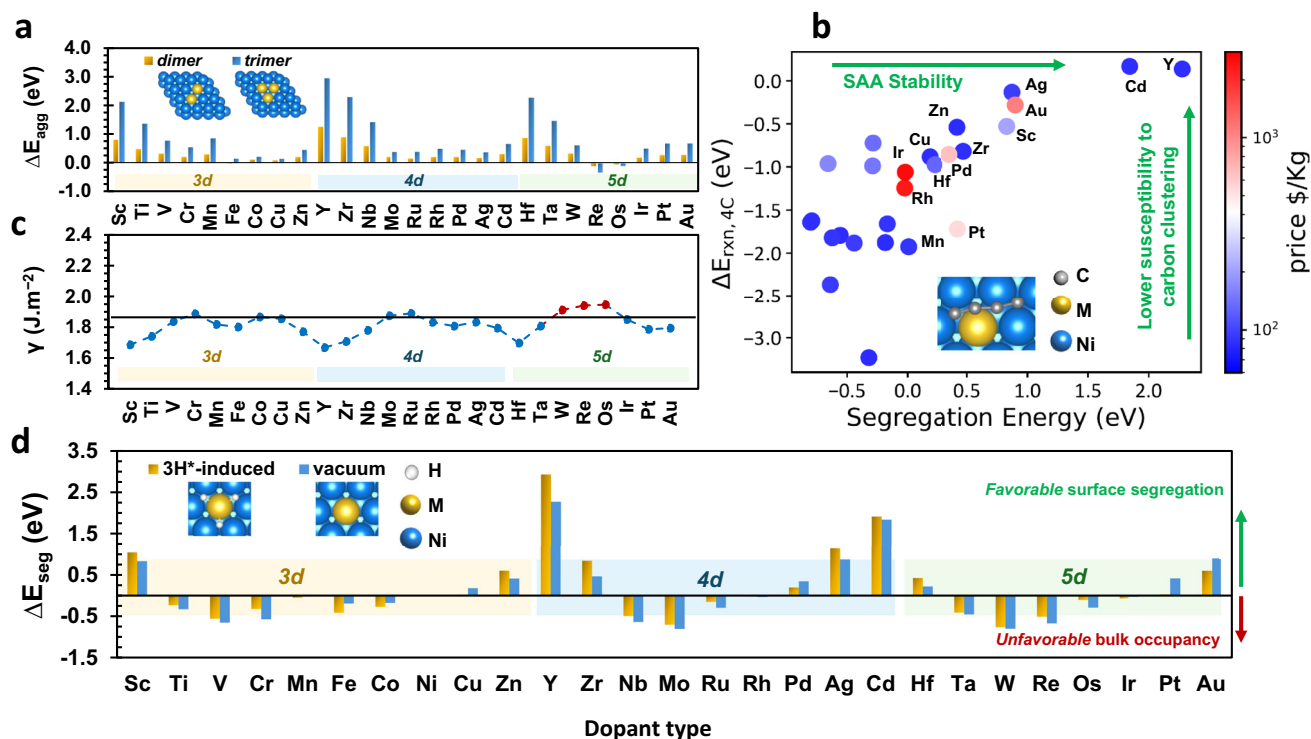 a
ΔE_agg (eV)
4.0
3.0
2.0
1.0
0.0
-1.0
dimer
trimer
3d
4d
5d
Sc Ti V Cr Mn Fe Co Cu Zn Y Zr Nb Mo Ru Rh Pd Ag Cd Hf Ta W Re Os Ir Pt Au
b
ΔE_rxn, 4C (eV)
0.0
−0.5
−1.0
−1.5
−2.0
−2.5
−3.0
SAA Stability
Lower susceptibility to
carbon clustering
Cd
Y
Ag
Au
Zn
Sc
Cu
Zr
Ir
Pd
Hf
Rh
Mn
Pt
C
M
Ni
−0.5 0.0 0.5 1.0 1.5 2.0
Segregation Energy (eV)
10³
10²
price $/Kg
c
γ (J.m⁻²)
2.4
2.2
2.0
1.8
1.6
1.4
3d
4d
5d
Sc Ti V Cr Mn Fe Co Cu Zn Y Zr Nb Mo Ru Rh Pd Ag Cd Hf Ta W Re Os Ir Pt Au
d
ΔE_seg (eV)
3.5
2.5
1.5
0.5
-0.5
-1.5
3H*-induced
vacuum
H
M
Ni
Favorable surface segregation
3d
4d
5d
Unfavorable bulk occupancy
Sc Ti V Cr Mn Fe Co Ni Cu Zn Y Zr Nb Mo Ru Rh Pd Ag Cd Hf Ta W Re Os Ir Pt Au
Dopant type